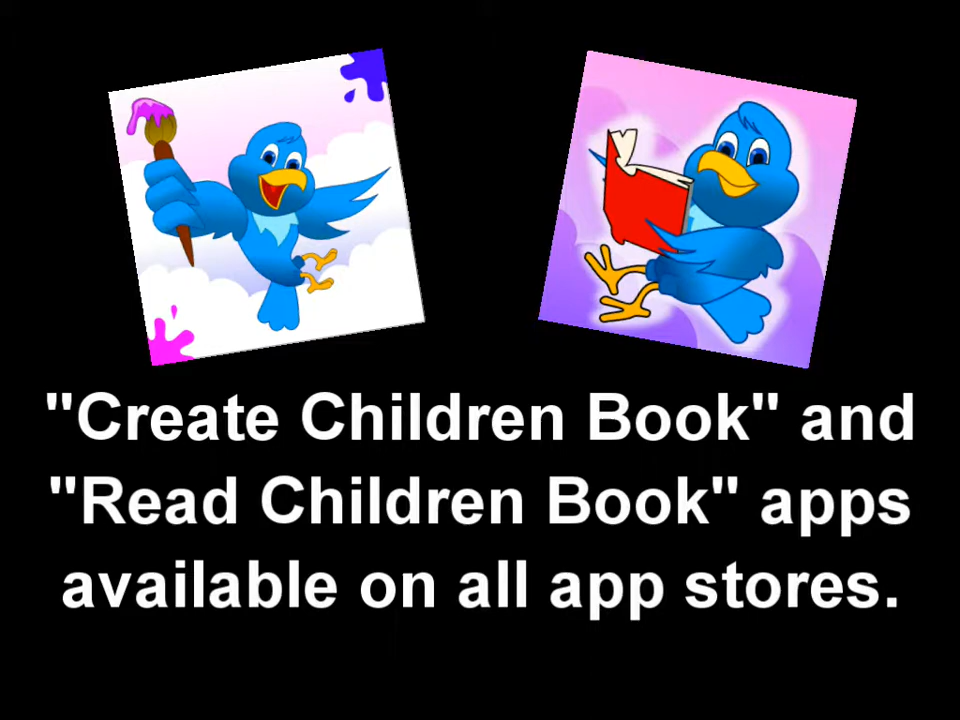 "Create Children Book" and
"Read Children Book" apps
available on all app stores.